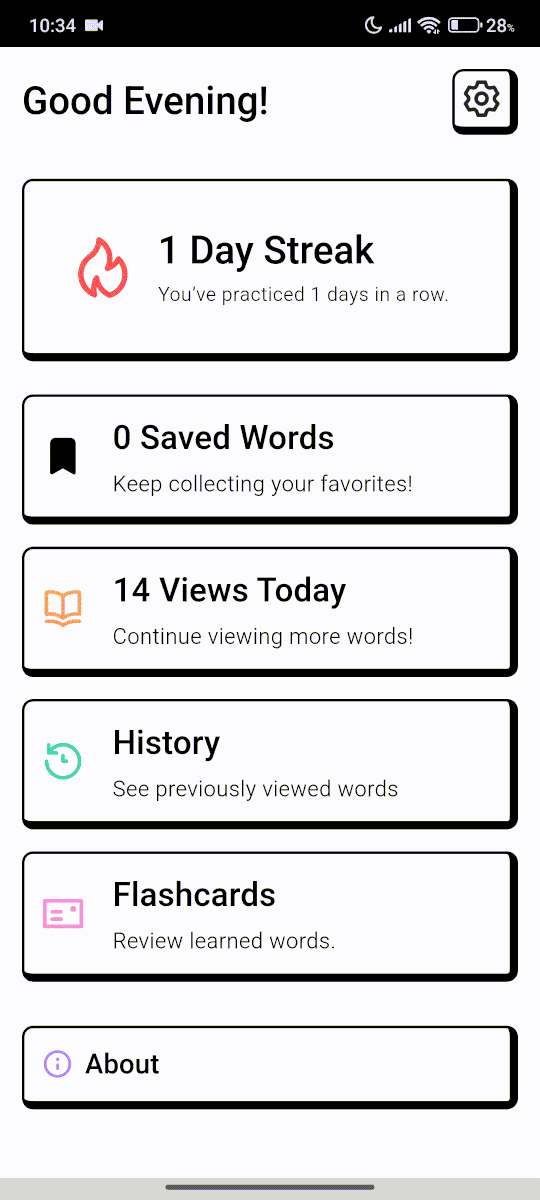 10:34
28%
Good Evening!
1 Day Streak
You've practiced 1 days in a row.
0 Saved Words
Keep collecting your favorites!
14 Views Today
Continue viewing more words!
History
See previously viewed words
Flashcards
Review learned words.
About